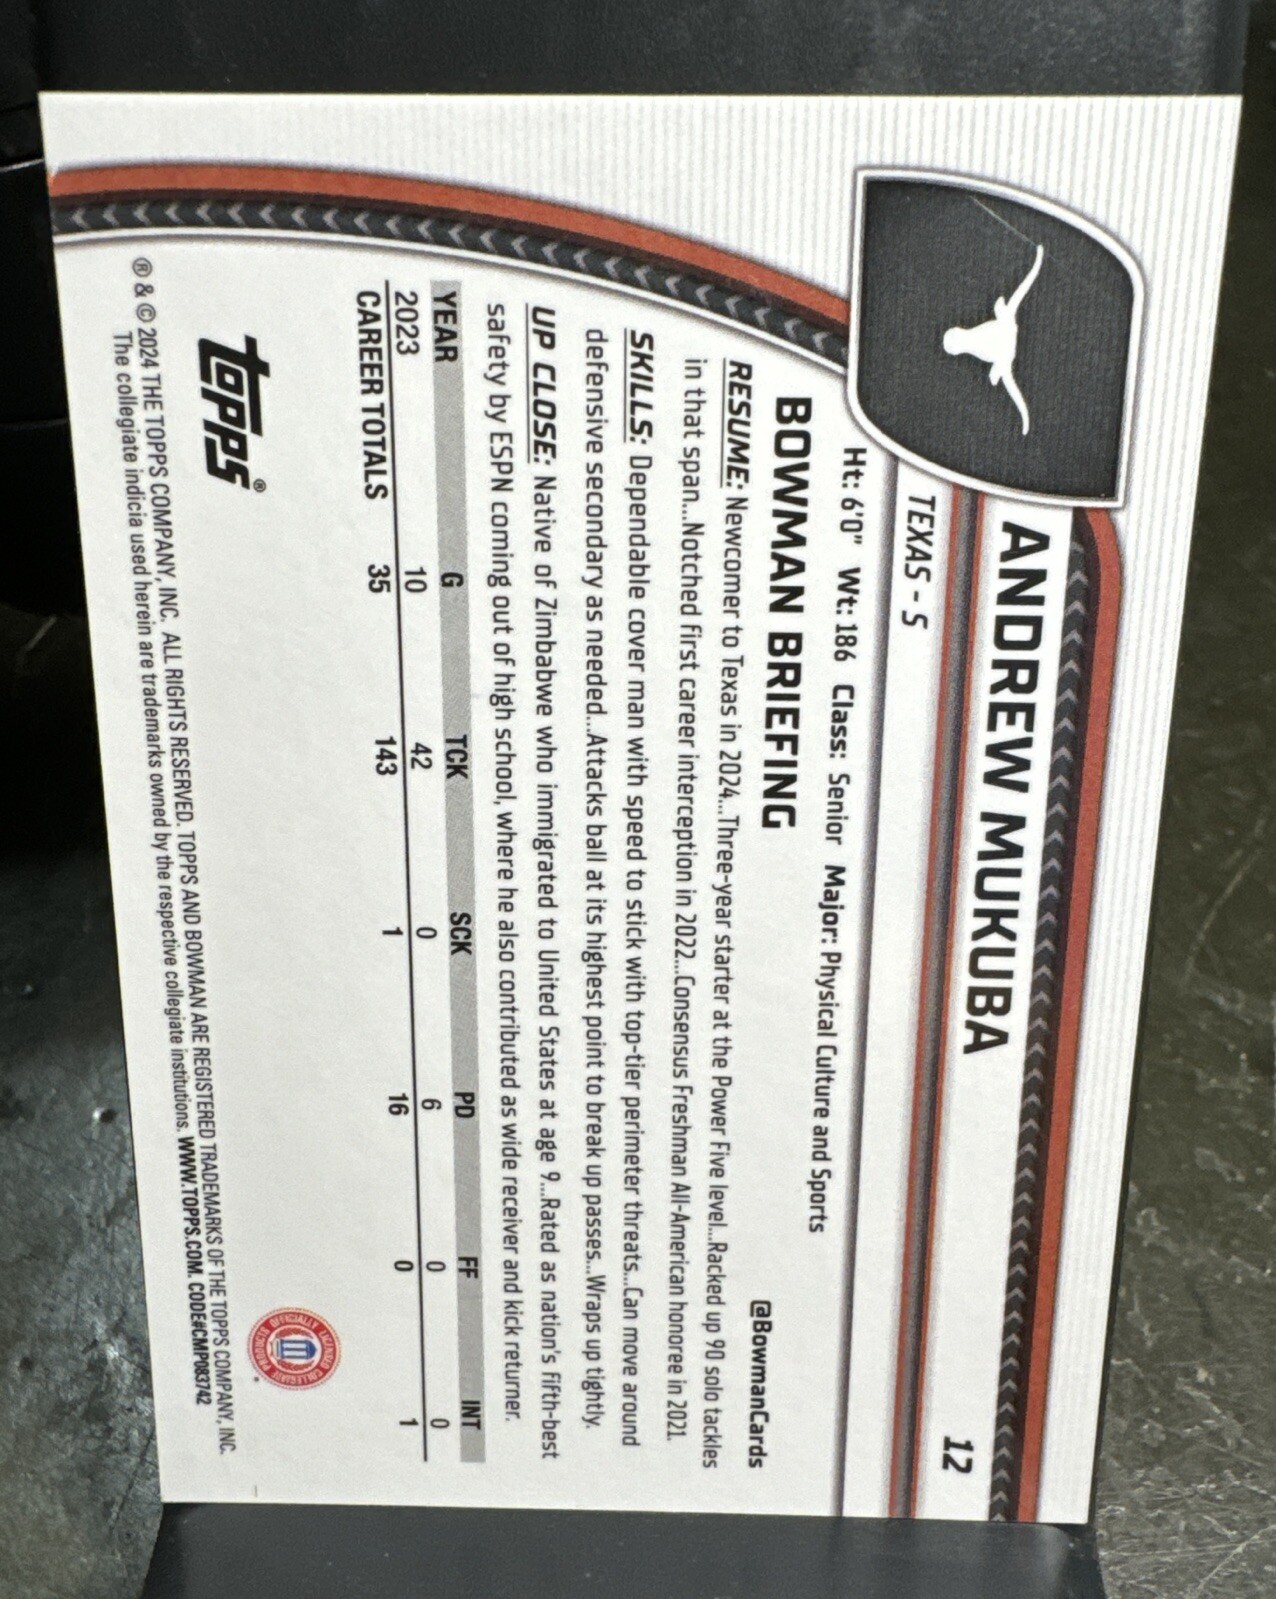 ANDREW MUKUBA
12
TEXAS - S
Ht: 6'0" Wt: 186 Class: Senior Major: Physical Culture and Sports
BOWMAN BRIEFING
@BowmanCards
RESUME: Newcomer to Texas in 2024...Three-year starter at the Power Five level...Racked up 90 solo tackles
in that span...Notched first career interception in 2022...Consensus Freshman All-American honoree in 2021.
SKILLS: Dependable cover man with speed to stick with top-tier perimeter threats...Can move around
defensive secondary as needed...Attacks ball at its highest point to break up passes...Wraps up tightly.
UP CLOSE: Native of Zimbabwe who immigrated to United States at age 9...Rated as nation's fifth-best
safety by ESPN coming out of high school, where he also contributed as wide receiver and kick returner.
YEAR G TCK SCK PD FF INT
2023 10 42 0 6 0 0
CAREER TOTALS 35 143 1 16 0 1
topps®
OFFICIALLY LICENSED COLLEGIATE PRODUCTS
® & © 2024 THE TOPPS COMPANY, INC. ALL RIGHTS RESERVED. TOPPS AND BOWMAN ARE REGISTERED TRADEMARKS OF THE TOPPS COMPANY, INC.
The collegiate indicia used herein are trademarks owned by the respective collegiate institutions. WWW.TOPPS.COM. CODE#CMP083742